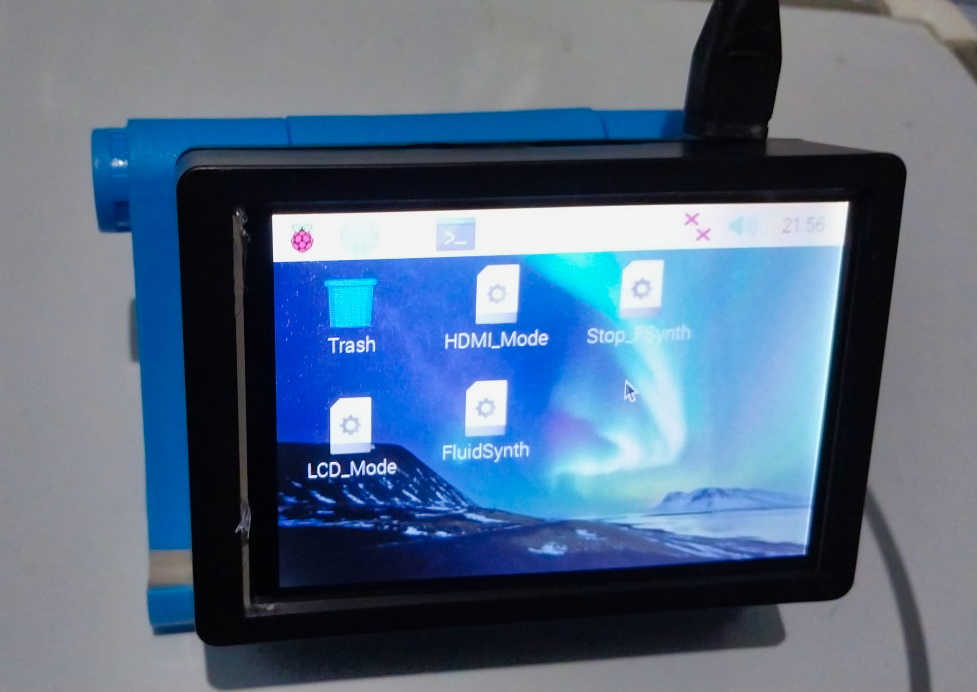 >_
21:56
Trash
HDMI_Mode
Stop_FSynth
LCD_Mode
FluidSynth